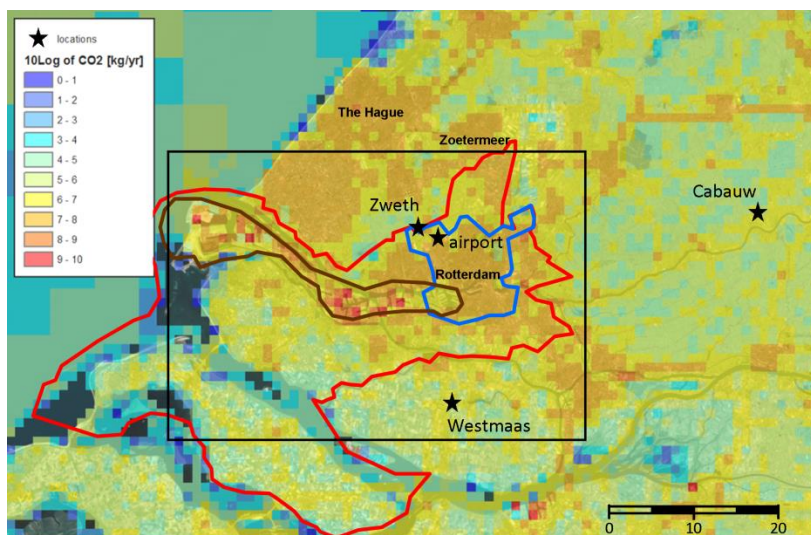 locations
10Log of CO2 [kg/yr]
0 - 1
1 - 2
2 - 3
3 - 4
4 - 5
5 - 6
6 - 7
7 - 8
8 - 9
9 - 10
The Hague
Zoetermeer
Zweth
airport
Cabauw
Rotterdam
Westmaas
0 10 20